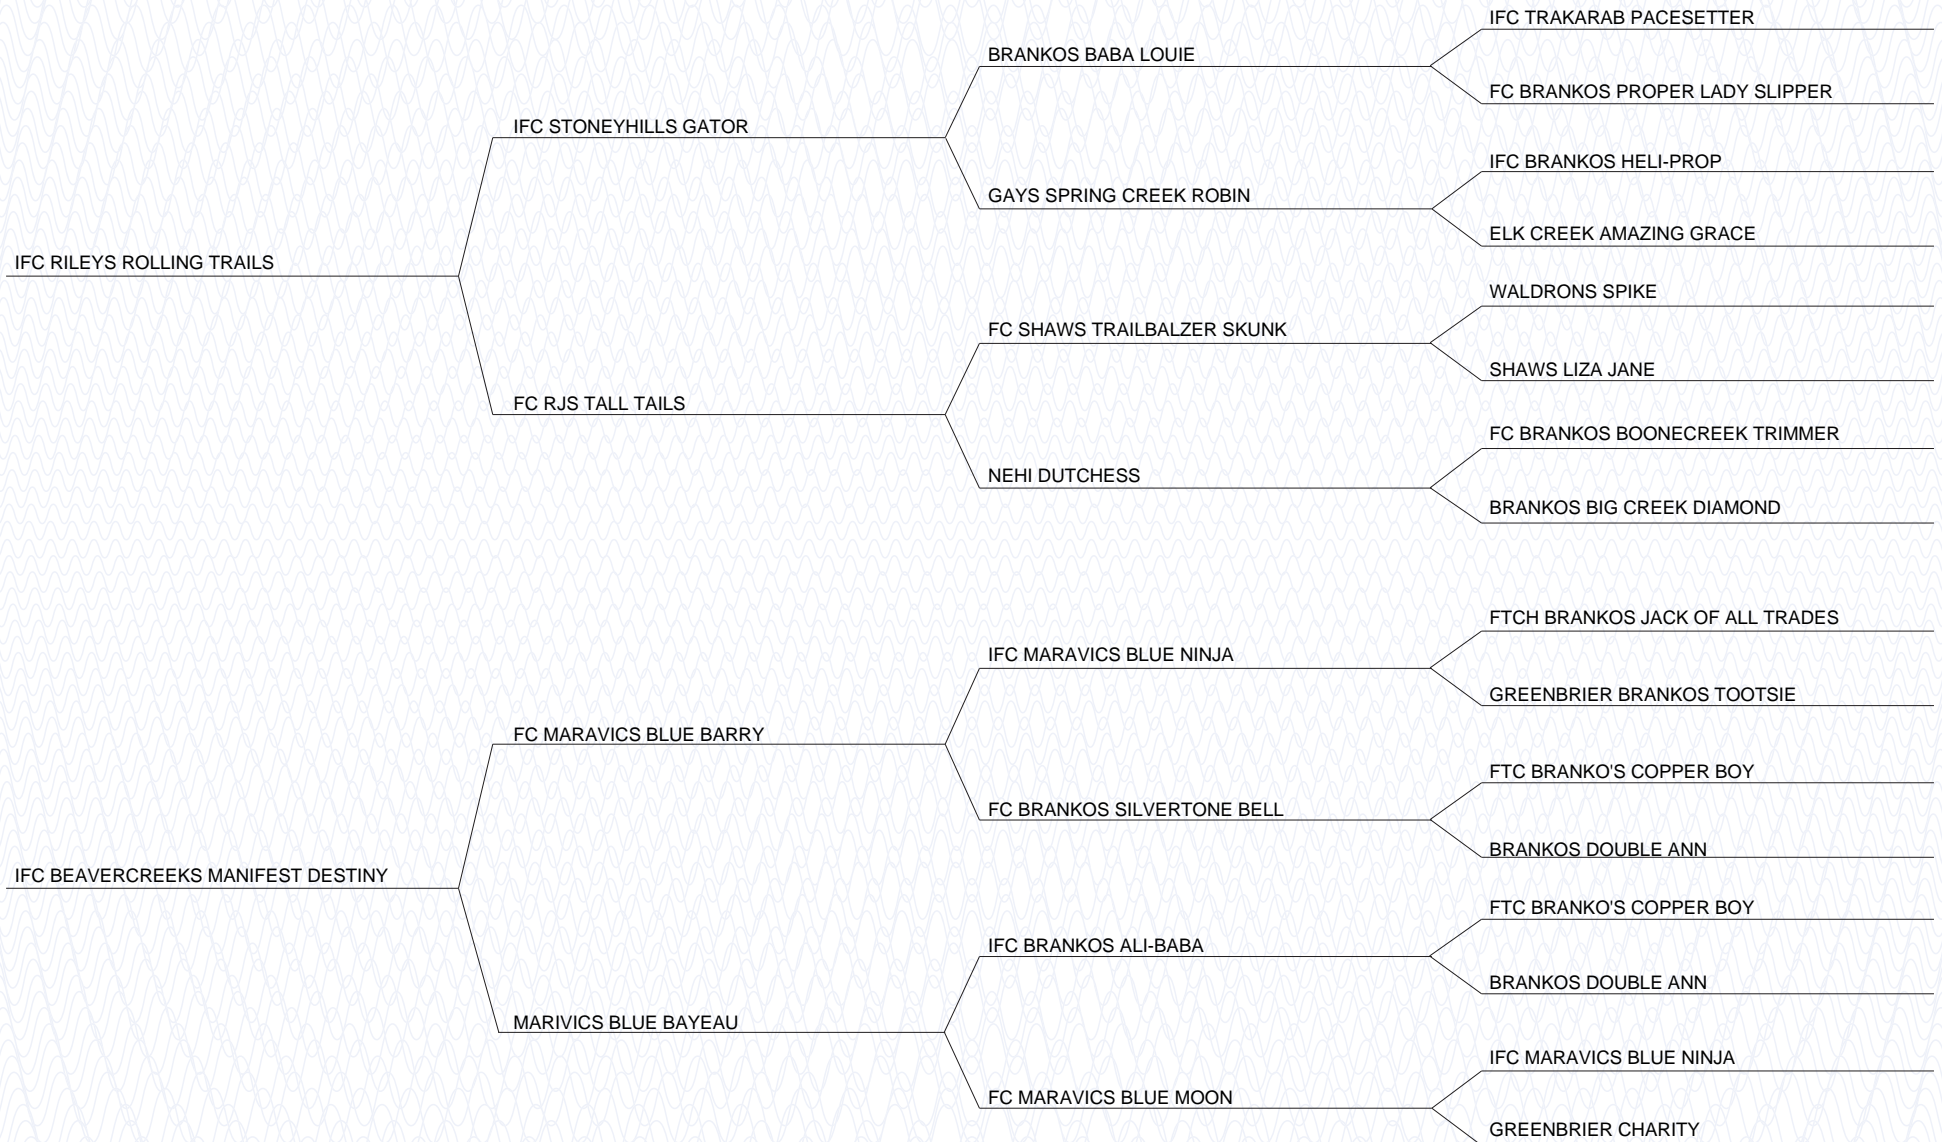 IFC TRAKARAB PACESETTER
BRANKOS BABA LOUIE
FC BRANKOS PROPER LADY SLIPPER
IFC STONEYHILLS GATOR
IFC BRANKOS HELI-PROP
GAYS SPRING CREEK ROBIN
ELK CREEK AMAZING GRACE
IFC RILEYS ROLLING TRAILS
WALDRONS SPIKE
FC SHAWS TRAILBALZER SKUNK
SHAWS LIZA JANE
FC RJS TALL TAILS
FC BRANKOS BOONECREEK TRIMMER
NEHI DUTCHESS
BRANKOS BIG CREEK DIAMOND
FTCH BRANKOS JACK OF ALL TRADES
IFC MARAVICS BLUE NINJA
GREENBRIER BRANKOS TOOTSIE
FC MARAVICS BLUE BARRY
FTC BRANKO'S COPPER BOY
FC BRANKOS SILVERTONE BELL
BRANKOS DOUBLE ANN
IFC BEAVERCREEKS MANIFEST DESTINY
FTC BRANKO'S COPPER BOY
IFC BRANKOS ALI-BABA
BRANKOS DOUBLE ANN
MARIVICS BLUE BAYEAU
IFC MARAVICS BLUE NINJA
FC MARAVICS BLUE MOON
GREENBRIER CHARITY